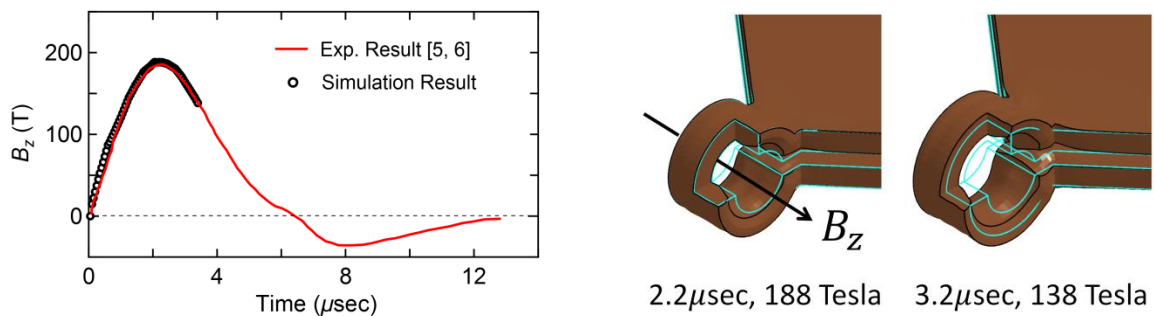 200
100
0
B_z (T)
Exp. Result [5, 6]
Simulation Result
0
4
8
12
Time (μsec)
B_z
2.2μsec, 188 Tesla
3.2μsec, 138 Tesla